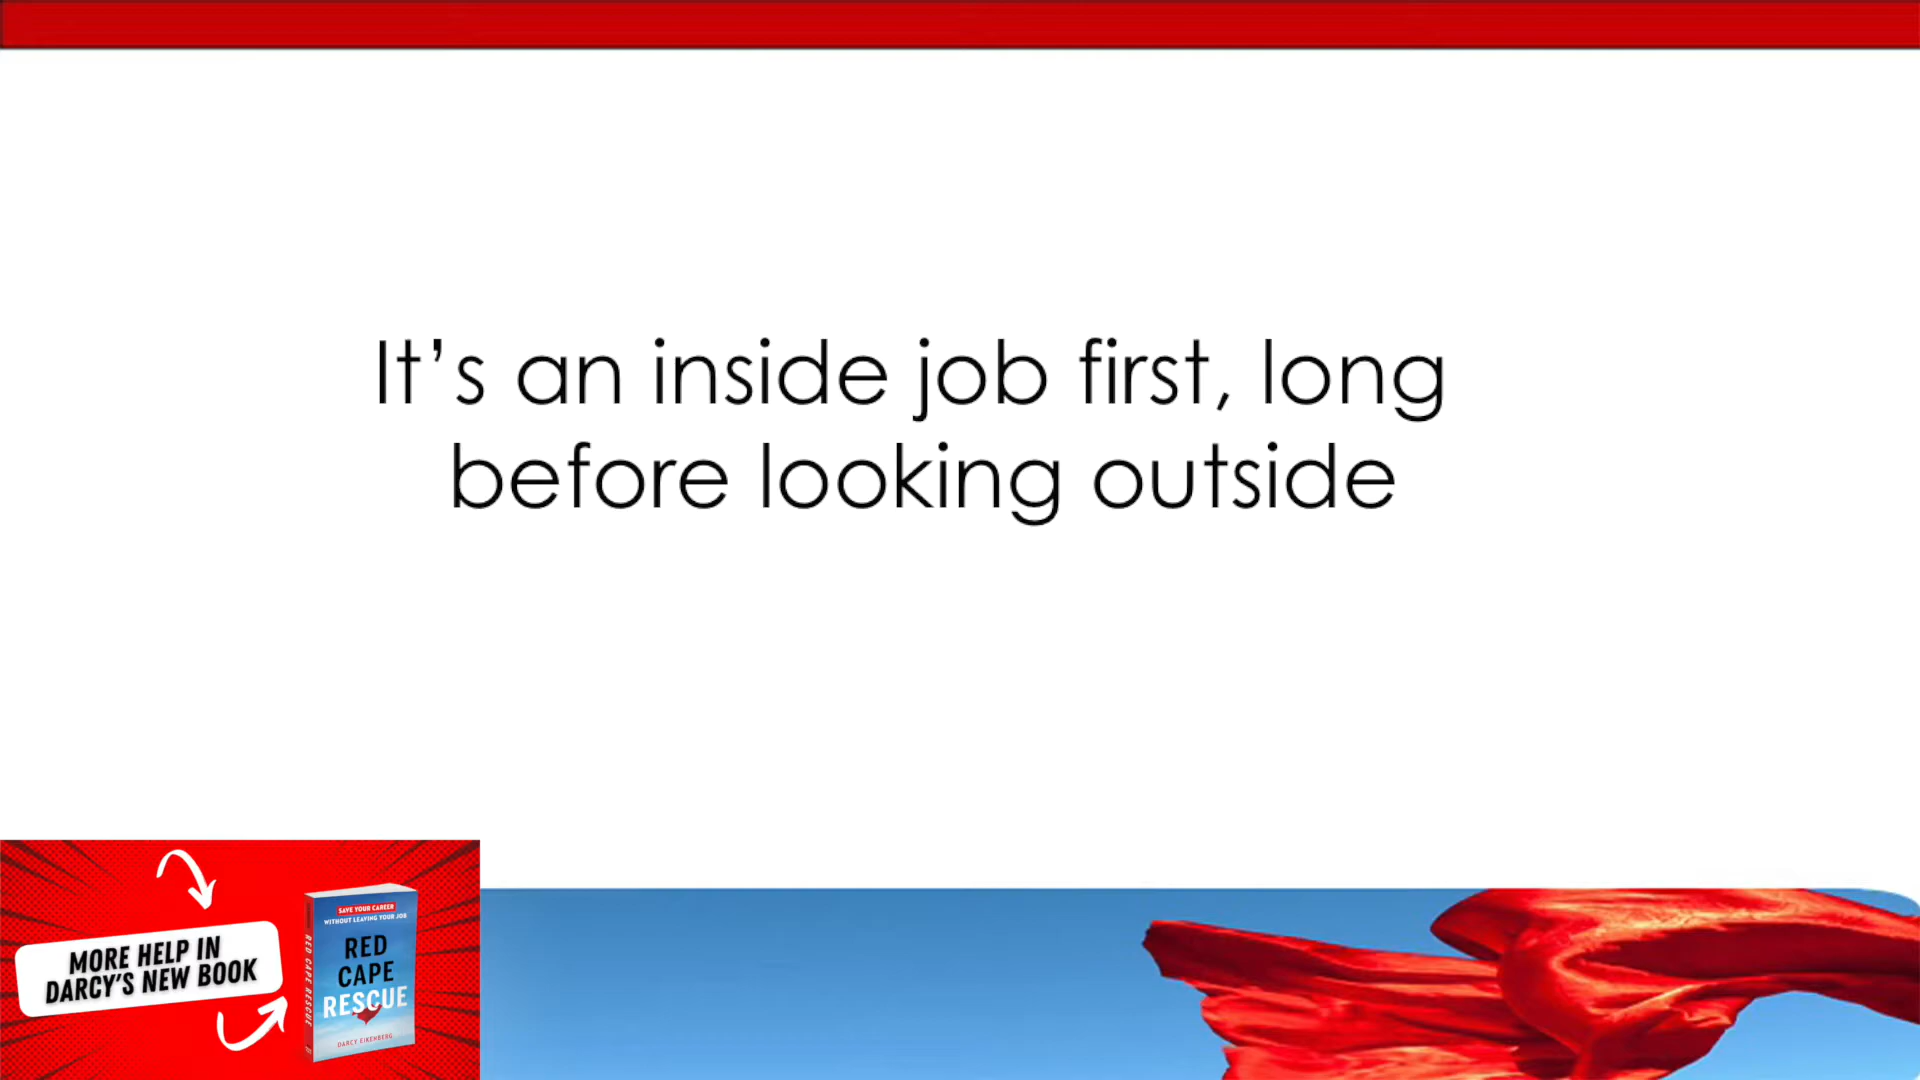 It’s an inside job first, long
before looking outside
MORE HELP IN
DARCY'S NEW BOOK
SAVE YOUR CAREER
WITHOUT LEAVING YOUR JOB
RED
CAPE
RESCUE
DARCY EIKENBERG
RED CAPE RESCUE